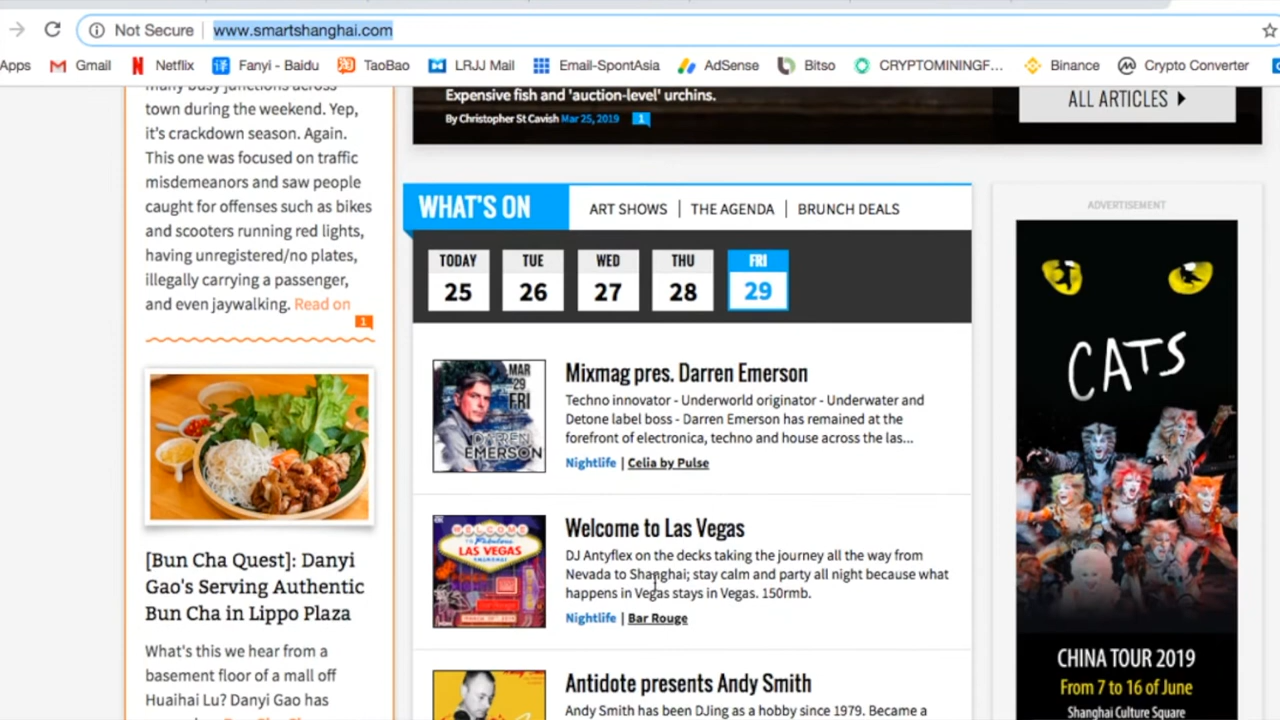 Not Secure
www.smartshanghai.com
Apps
Gmail
Netflix
Fanyi - Baidu
TaoBao
LRJJ Mail
Email-SpontAsia
AdSense
Bitso
CRYPTOMININGF...
Binance
Crypto Converter
many busy junctions across
town during the weekend. Yep,
it's crackdown season. Again.
This one was focused on traffic
misdemeanors and saw people
caught for offenses such as bikes
and scooters running red lights,
having unregistered/no plates,
illegally carrying a passenger,
and even jaywalking. Read on
1
[Bun Cha Quest]: Danyi
Gao's Serving Authentic
Bun Cha in Lippo Plaza
What's this we hear from a
basement floor of a mall off
Huaihai Lu? Danyi Gao has
Expensive fish and 'auction-level' urchins.
By Christopher St Cavish Mar 25, 2019 1
ALL ARTICLES
WHAT'S ON
ART SHOWS | THE AGENDA | BRUNCH DEALS
TODAY TUE WED THU FRI
25 26 27 28 29
MAR
29
FRI
DARREN
EMERSON
Mixmag pres. Darren Emerson
Techno innovator - Underworld originator - Underwater and
Detone label boss - Darren Emerson has remained at the
forefront of electronica, techno and house across the las...
Nightlife | Celia by Pulse
WELCOME
TO Fabulous
LAS VEGAS
Welcome to Las Vegas
DJ Antyflex on the decks taking the journey all the way from
Nevada to Shanghai; stay calm and party all night because what
happens in Vegas stays in Vegas. 150rmb.
Nightlife | Bar Rouge
Antidote presents Andy Smith
Andy Smith has been DJing as a hobby since 1979. Became a
ADVERTISEMENT
CATS
CHINA TOUR 2019
From 7 to 16 of June
Shanghai Culture Square